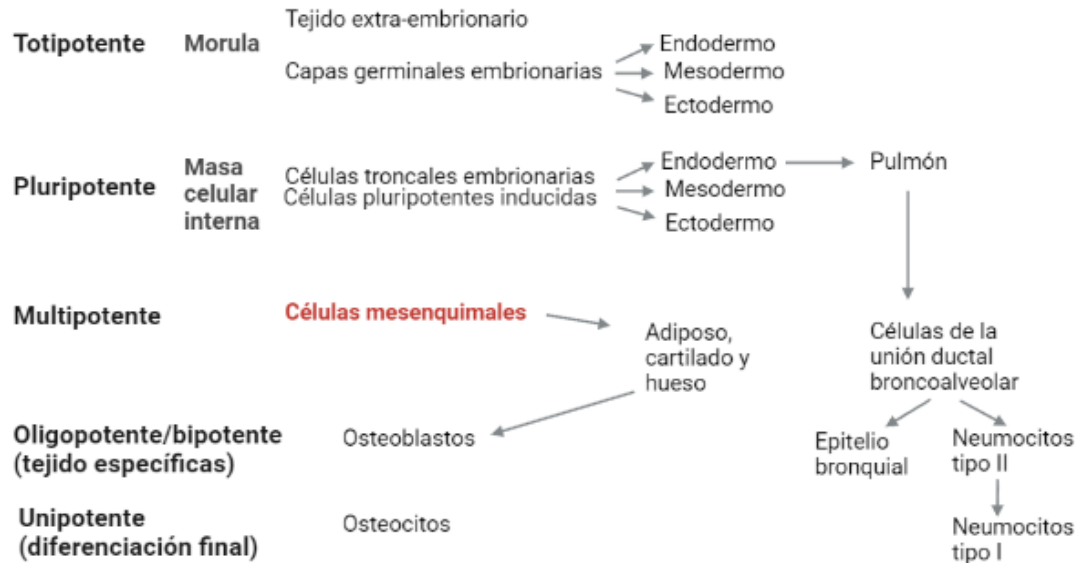 Tejido extra-embrionario
Totipotente Morula
Capas germinales embrionarias
Endodermo
Mesodermo
Ectodermo
Pluripotente
Masa
celular
interna
Células troncales embrionarias
Células pluripotentes inducidas
Endodermo
Mesodermo
Ectodermo
Pulmón
Multipotente
Células mesenquimales
Adiposo,
cartilado y
hueso
Células de la
unión ductal
broncoalveolar
Oligopotente/bipotente
(tejido específicas)
Osteoblastos
Epitelio
bronquial
Neumocitos
tipo II
Unipotente
(diferenciación final)
Osteocitos
Neumocitos
tipo I